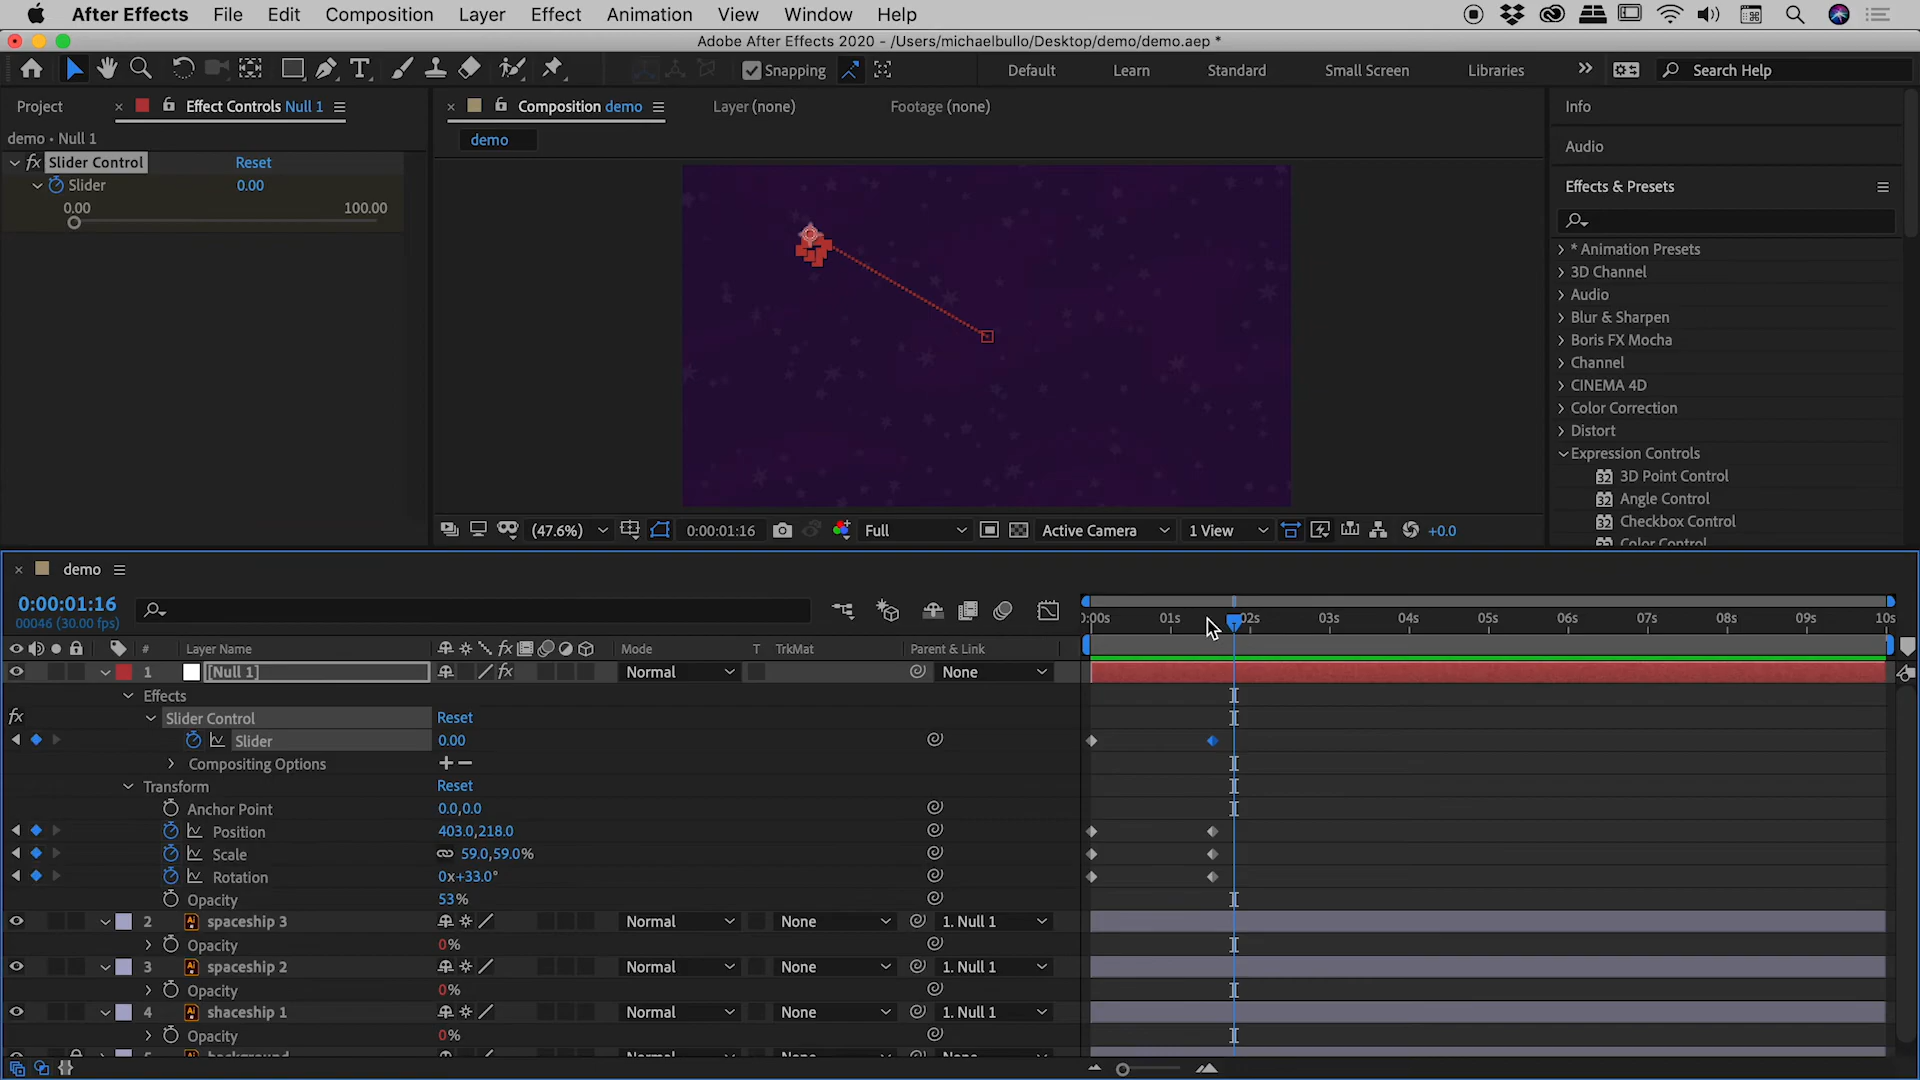 After Effects File Edit Composition Layer Effect Animation View Window Help
Adobe After Effects 2020 - /Users/michaelbullo/Desktop/demo/demo.aep *
Snapping Default Learn Standard Small Screen Libraries Search Help
Project Effect Controls Null 1 Composition demo Layer (none) Footage (none) Info
demo • Null 1 demo Audio
fx Slider Control Reset
Slider 0.00 Effects & Presets
0.00 100.00
* Animation Presets
3D Channel
Audio
Blur & Sharpen
Boris FX Mocha
Channel
CINEMA 4D
Color Correction
Distort
Expression Controls
3D Point Control
Angle Control
Checkbox Control
Color Control
(47.6%) 0:00:01:16 Full Active Camera 1 View +0.0
demo
0:00:01:16
00046 (30.00 fps)
:00s 01s 02s 03s 04s 05s 06s 07s 08s 09s 10s
# Layer Name fx Mode T TrkMat Parent & Link
1 [Null 1] fx Normal None
Effects
fx Slider Control Reset
Slider 0.00
Compositing Options
Transform Reset
Anchor Point 0.0,0.0
Position 403.0,218.0
Scale 59.0,59.0%
Rotation 0x+33.0°
Opacity 53%
2 Ai spaceship 3 Normal None 1. Null 1
Opacity 0%
3 Ai spaceship 2 Normal None 1. Null 1
Opacity 0%
4 Ai shaceship 1 Normal None 1. Null 1
Opacity 0%